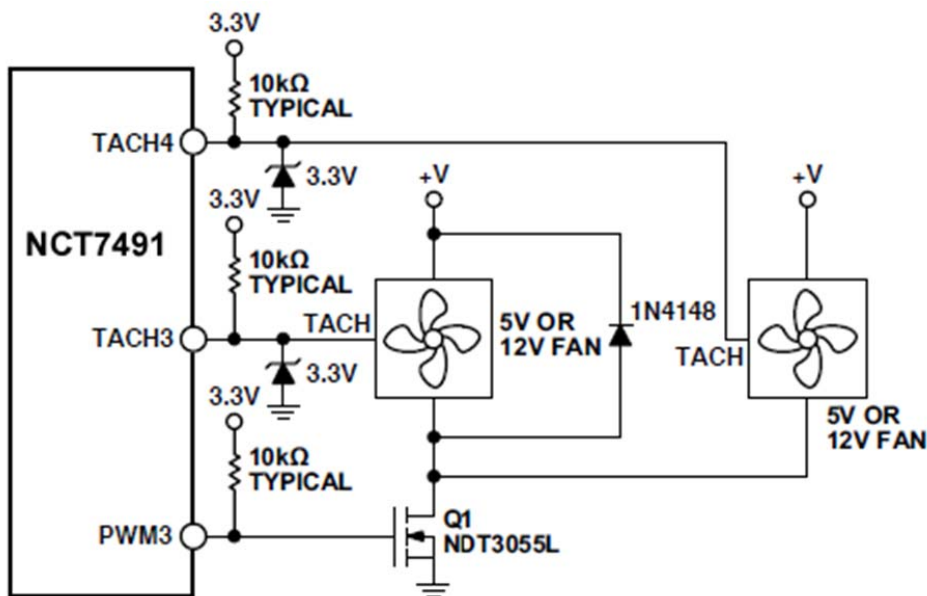 3.3V
10kΩ
TYPICAL
TACH4
3.3V
3.3V
+V
+V
NCT7491
10kΩ
TYPICAL
TACH
5V OR
12V FAN
1N4148
TACH
TACH3
3.3V
3.3V
5V OR
12V FAN
10kΩ
TYPICAL
PWM3
Q1
NDT3055L